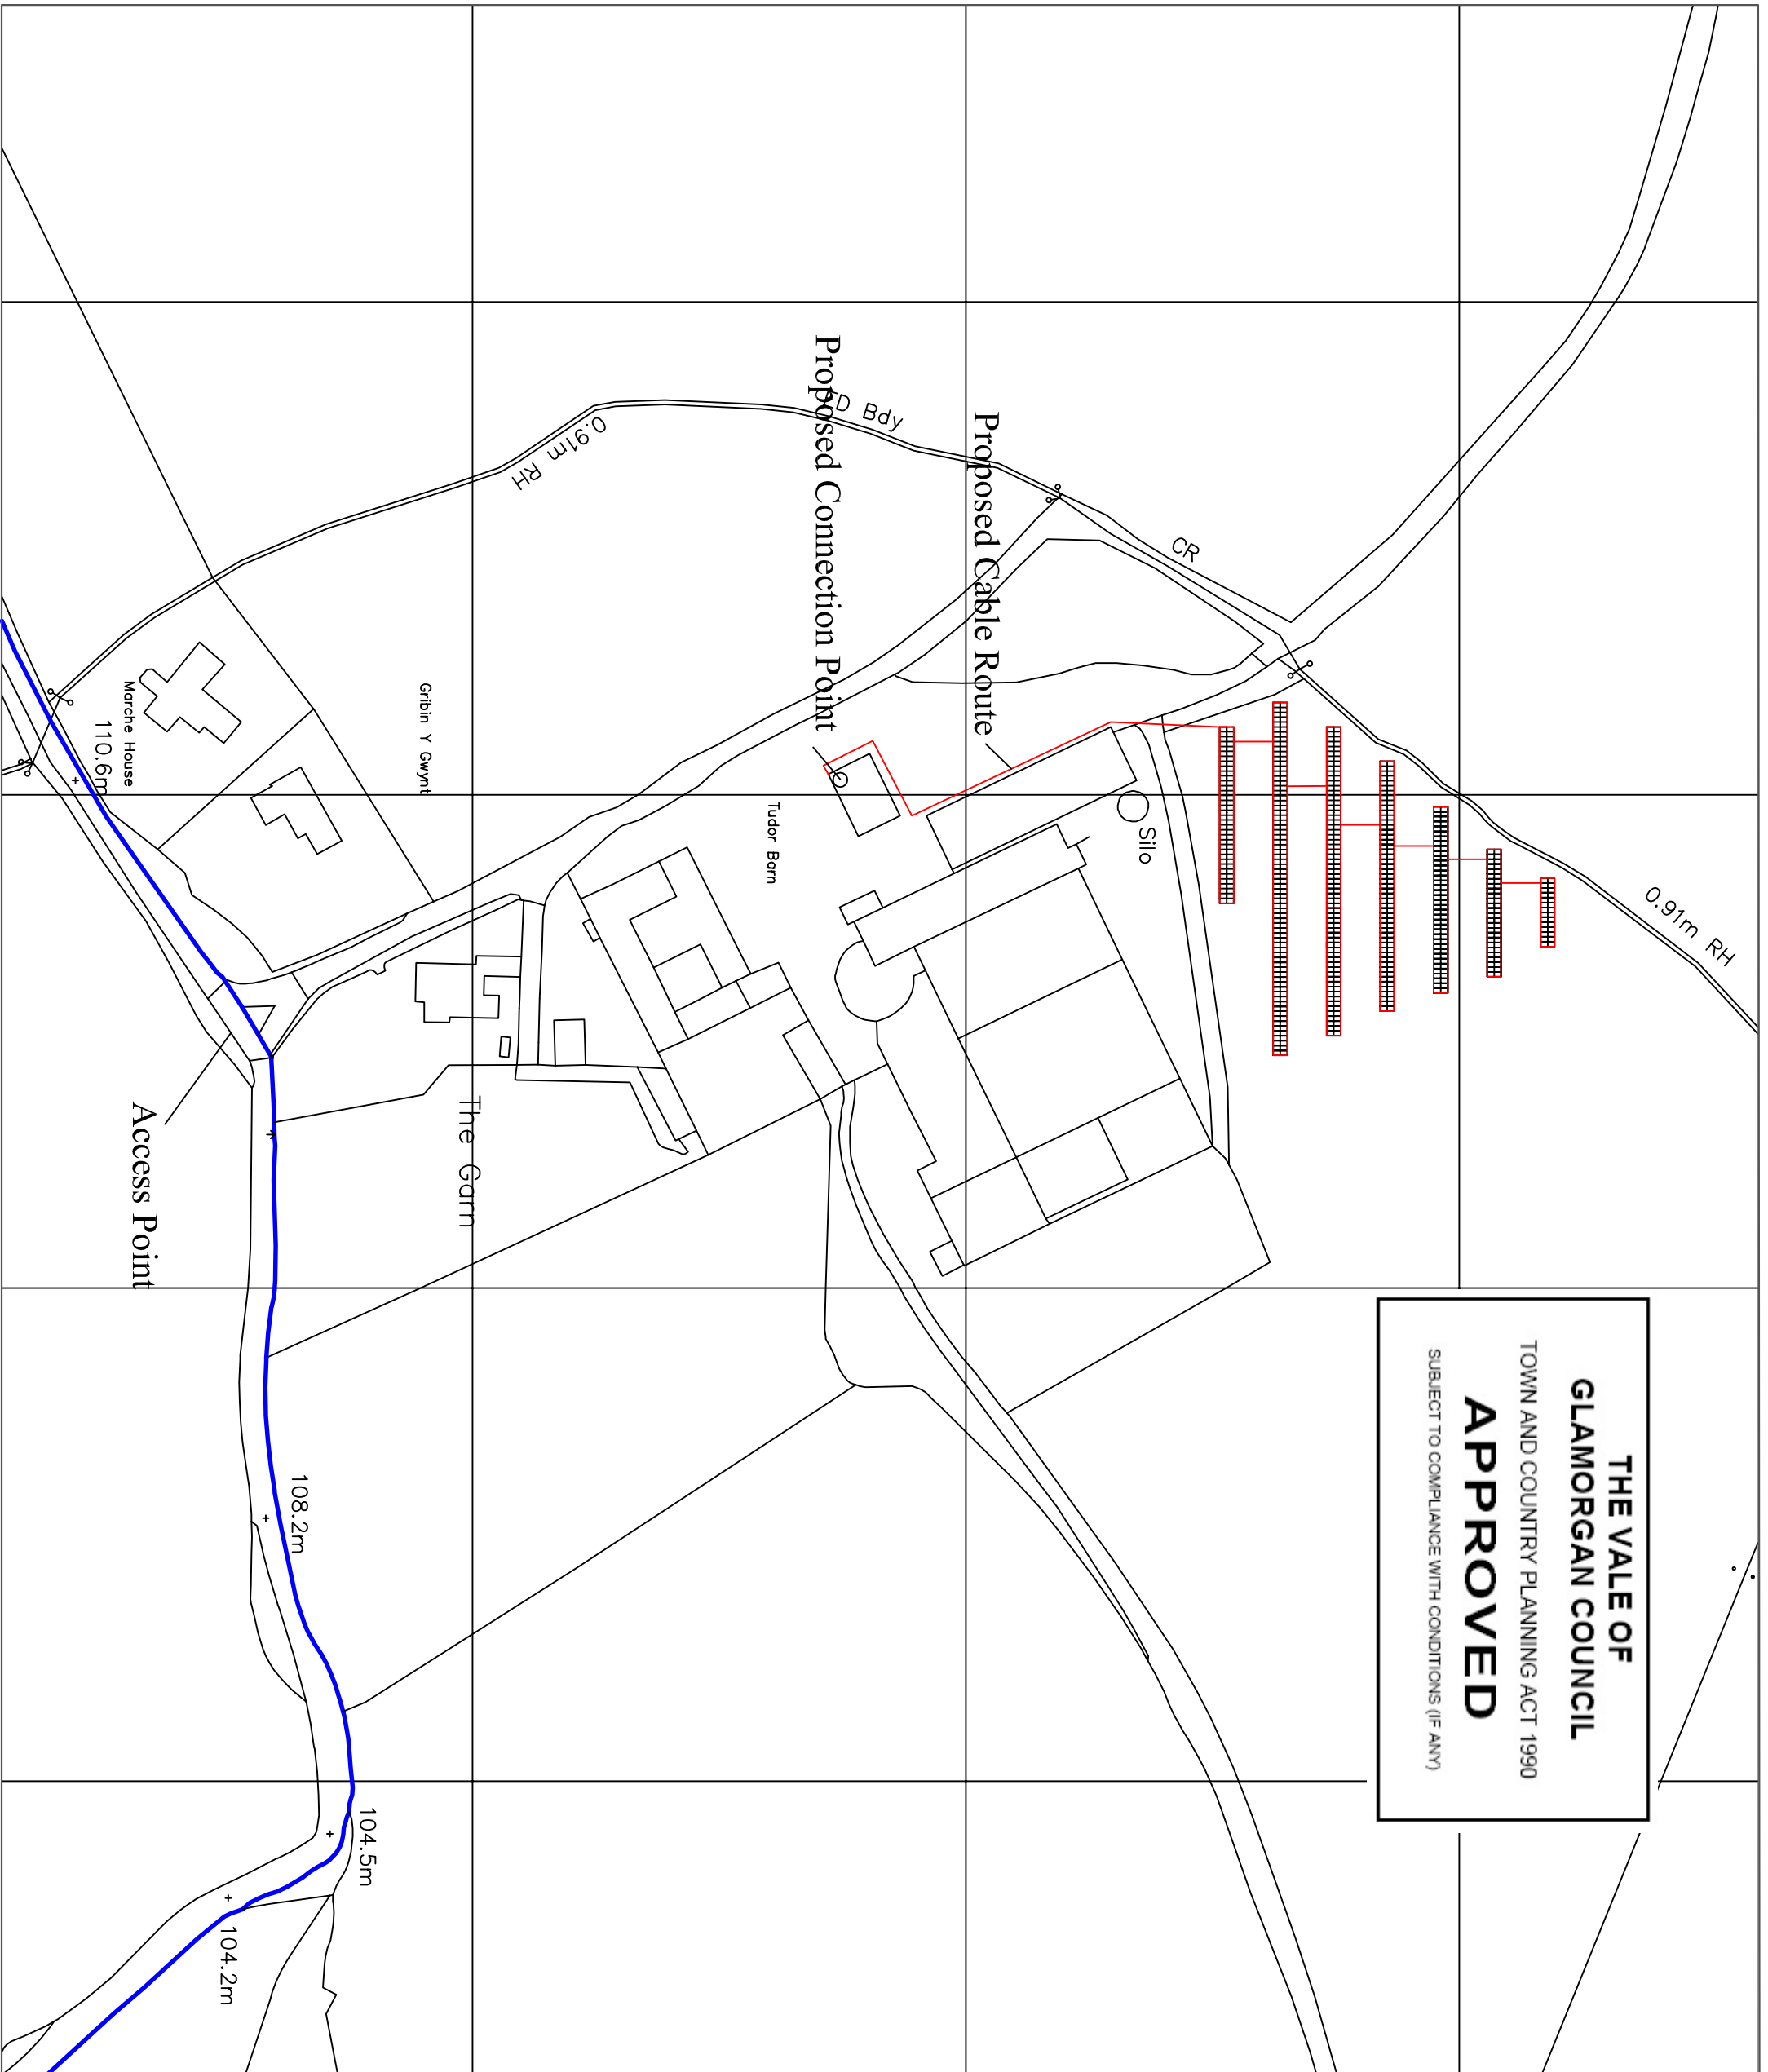 THE VALE OF
GLAMORGAN COUNCIL
TOWN AND COUNTRY PLANNING ACT 1990
APPROVED
SUBJECT TO COMPLIANCE WITH CONDITIONS (IF ANY)
0.91m RH
CR
Silo
Proposed Cable Route
Bdy
Proposed Connection Point
Tudor Barn
0.91m RH
The Garn
Gribin Y Gwynt
104.5m
108.2m
104.2m
Access Point
Marche House
110.6m